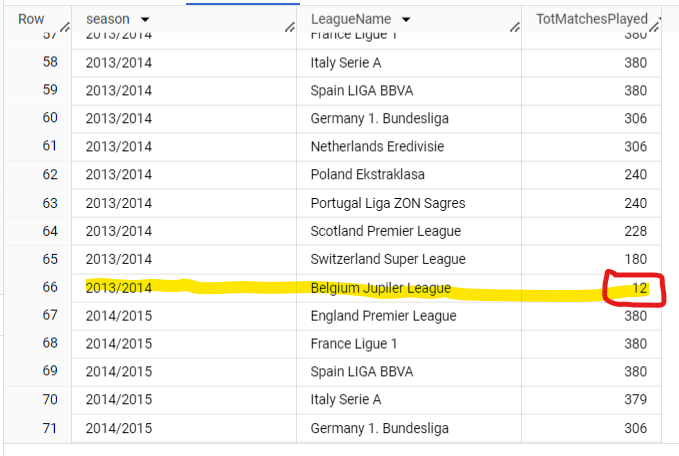 Row season LeagueName TotMatchesPlayed
57 2013/2014 France Ligue 1 380
58 2013/2014 Italy Serie A 380
59 2013/2014 Spain LIGA BBVA 380
60 2013/2014 Germany 1. Bundesliga 306
61 2013/2014 Netherlands Eredivisie 306
62 2013/2014 Poland Ekstraklasa 240
63 2013/2014 Portugal Liga ZON Sagres 240
64 2013/2014 Scotland Premier League 228
65 2013/2014 Switzerland Super League 180
66 2013/2014 Belgium Jupiler League 12
67 2014/2015 England Premier League 380
68 2014/2015 France Ligue 1 380
69 2014/2015 Spain LIGA BBVA 380
70 2014/2015 Italy Serie A 379
71 2014/2015 Germany 1. Bundesliga 306